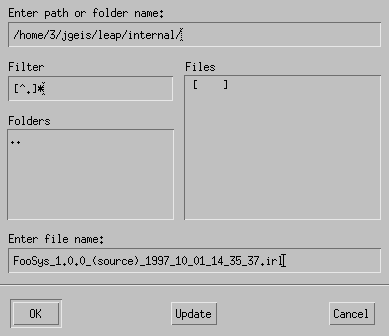 Enter path or folder name:
/home/3/jgeis/leap/internal/
Filter
[^.]*
Files
[    ]
Folders
..
Enter file name:
FooSys_1.0.0_(source)_1997_10_01_14_35_37.irl
OK
Update
Cancel